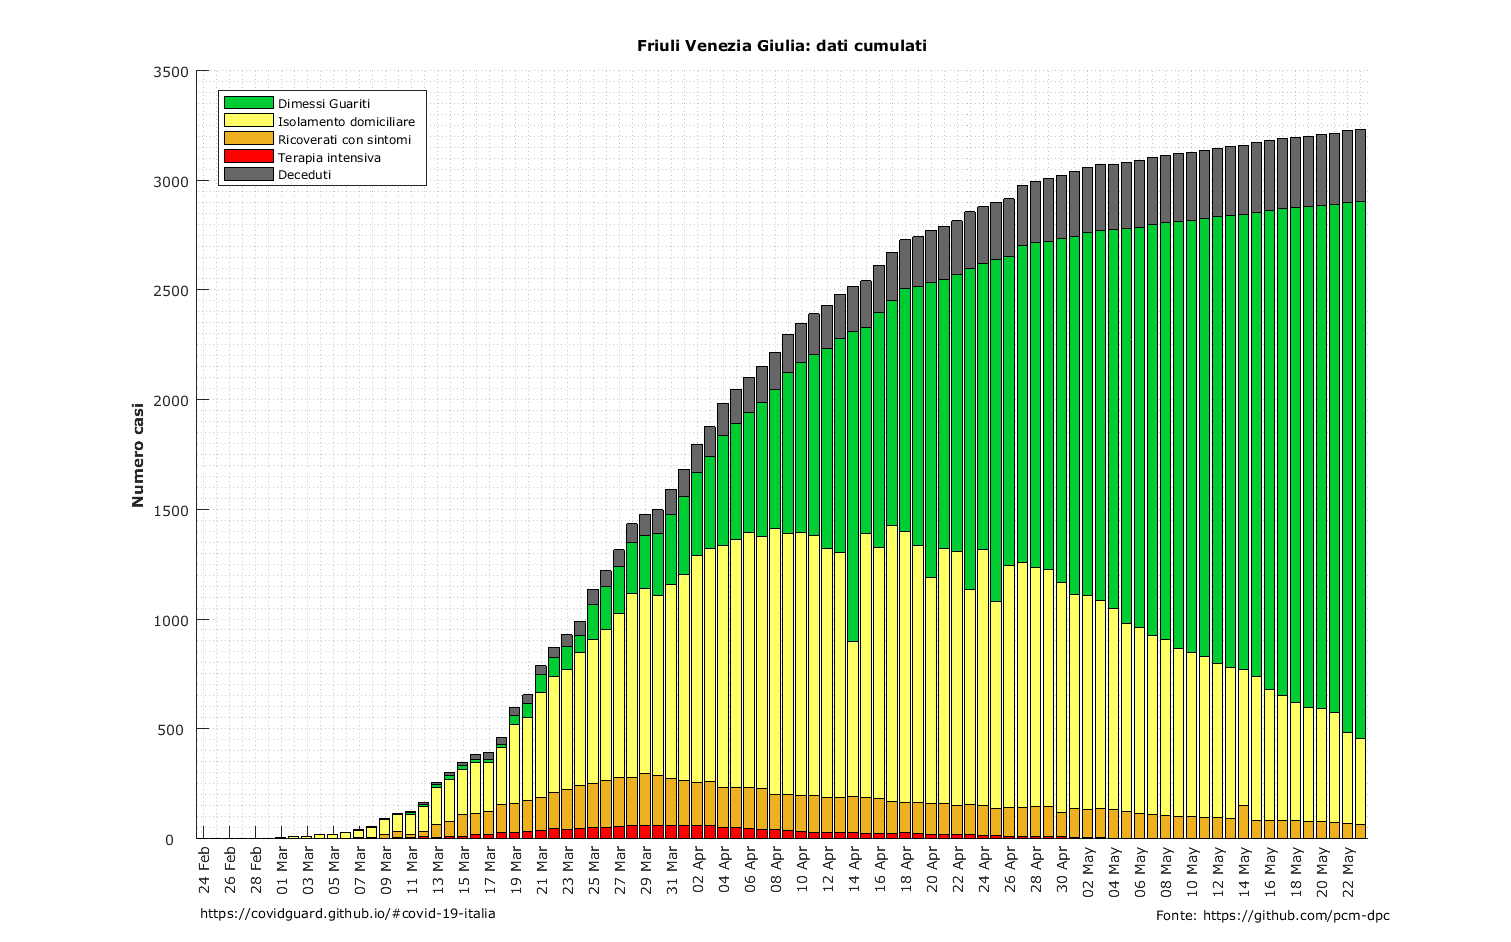 Friuli Venezia Giulia: dati cumulati
3500
3000
2500
2000
1500
1000
500
0
Numero casi
Dimessi Guariti
Isolamento domiciliare
Ricoverati con sintomi
Terapia intensiva
Deceduti
24 Feb
26 Feb
28 Feb
01 Mar
03 Mar
05 Mar
07 Mar
09 Mar
11 Mar
13 Mar
15 Mar
17 Mar
19 Mar
21 Mar
23 Mar
25 Mar
27 Mar
29 Mar
31 Mar
02 Apr
04 Apr
06 Apr
08 Apr
10 Apr
12 Apr
14 Apr
16 Apr
18 Apr
20 Apr
22 Apr
24 Apr
26 Apr
28 Apr
30 Apr
02 May
04 May
06 May
08 May
10 May
12 May
14 May
16 May
18 May
20 May
22 May
https://covidguard.github.io/#covid-19-italia
Fonte: https://github.com/pcm-dpc